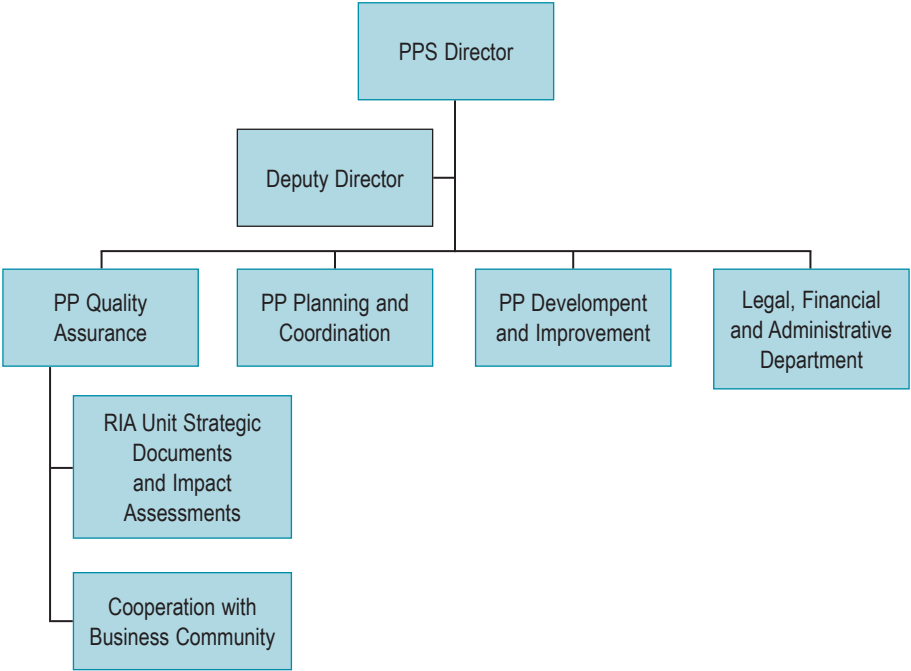 PPS Director
Deputy Director
PP Quality
Assurance
PP Planning and
Coordination
PP Develompent
and Improvement
Legal, Financial
and Administrative
Department
RIA Unit Strategic
Documents
and Impact
Assessments
Cooperation with
Business Community